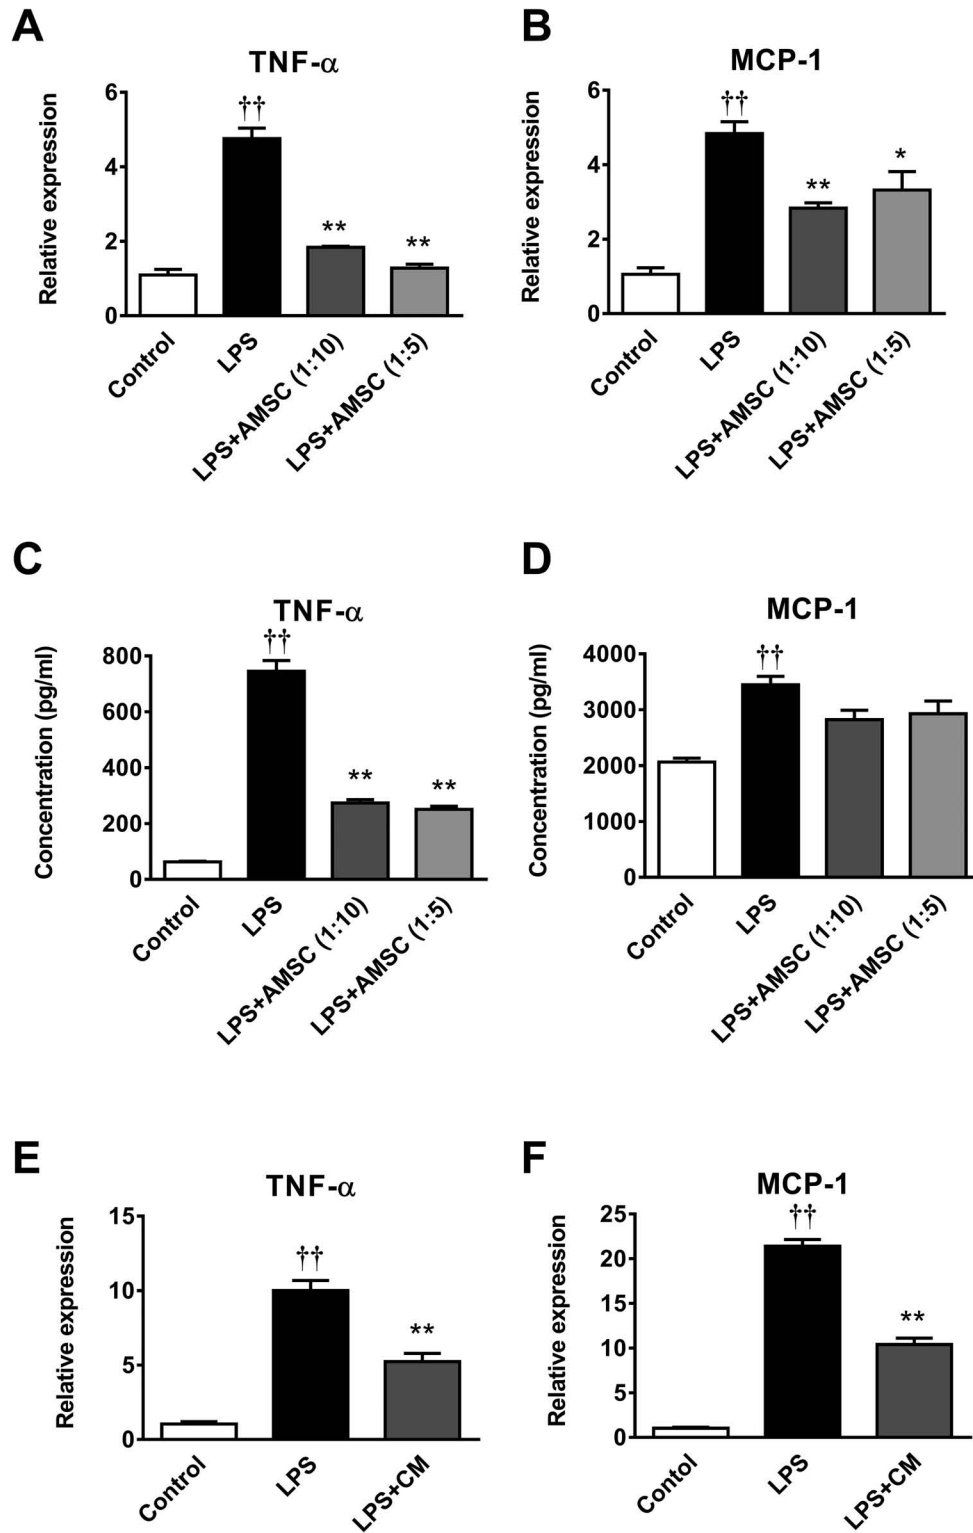 A
TNF-α
Relative expression
6
4
2
0
††
**
**
Control
LPS
LPS+AMSC (1:10)
LPS+AMSC (1:5)
B
MCP-1
Relative expression
6
4
2
0
††
**
*
Control
LPS
LPS+AMSC (1:10)
LPS+AMSC (1:5)
C
TNF-α
Concentration (pg/ml)
800
600
400
200
0
††
**
**
Control
LPS
LPS+AMSC (1:10)
LPS+AMSC (1:5)
D
MCP-1
Concentration (pg/ml)
4000
3000
2000
1000
0
††
Control
LPS
LPS+AMSC (1:10)
LPS+AMSC (1:5)
E
TNF-α
Relative expression
15
10
5
0
††
**
Control
LPS
LPS+CM
F
MCP-1
Relative expression
25
20
15
10
5
0
††
**
Contol
LPS
LPS+CM